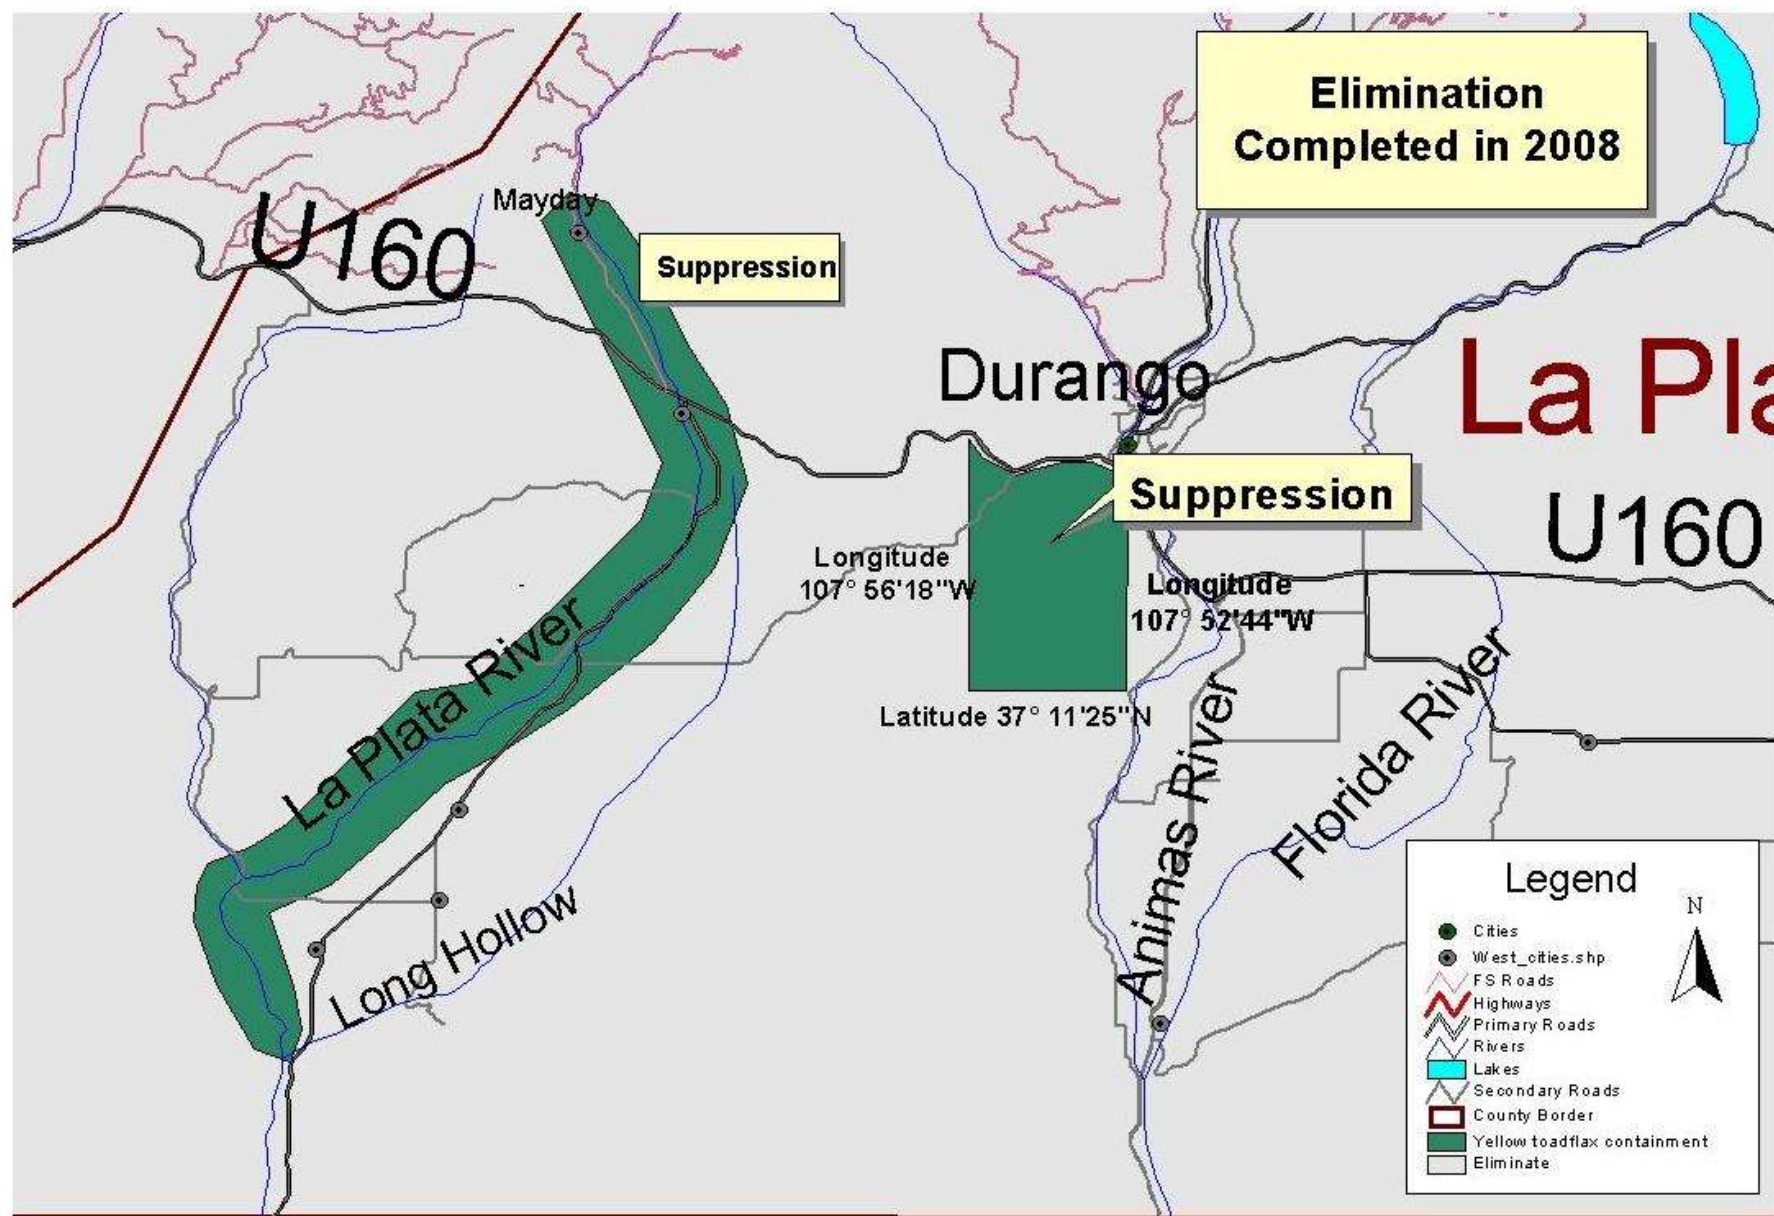 Elimination
Completed in 2008
Mayday
U160
Suppression
Durango
La Pla
Suppression
U160
Longitude
107° 56'18"W
Longitude
107° 52'44"W
Latitude 37° 11'25"N
La Plata River
Long Hollow
Animas River
Florida River
Legend
N
Cities
West_cities.shp
FS Roads
Highways
Primary Roads
Rivers
Lakes
Secondary Roads
County Border
Yellow toadflax containment
Eliminate